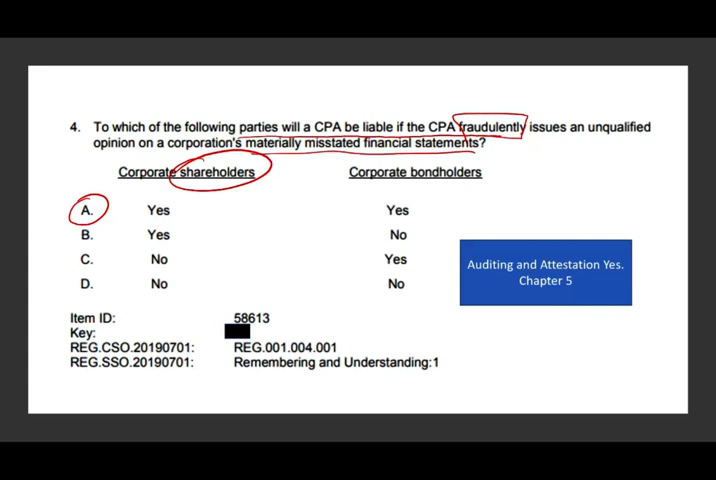 4. To which of the following parties will a CPA be liable if the CPA fraudulently issues an unqualified
opinion on a corporation's materially misstated financial statements?
Corporate shareholders Corporate bondholders
A. Yes Yes
B. Yes No
C. No Yes
D. No No
Auditing and Attestation Yes.
Chapter 5
Item ID: 58613
Key:
REG.CSO.20190701: REG.001.004.001
REG.SSO.20190701: Remembering and Understanding:1